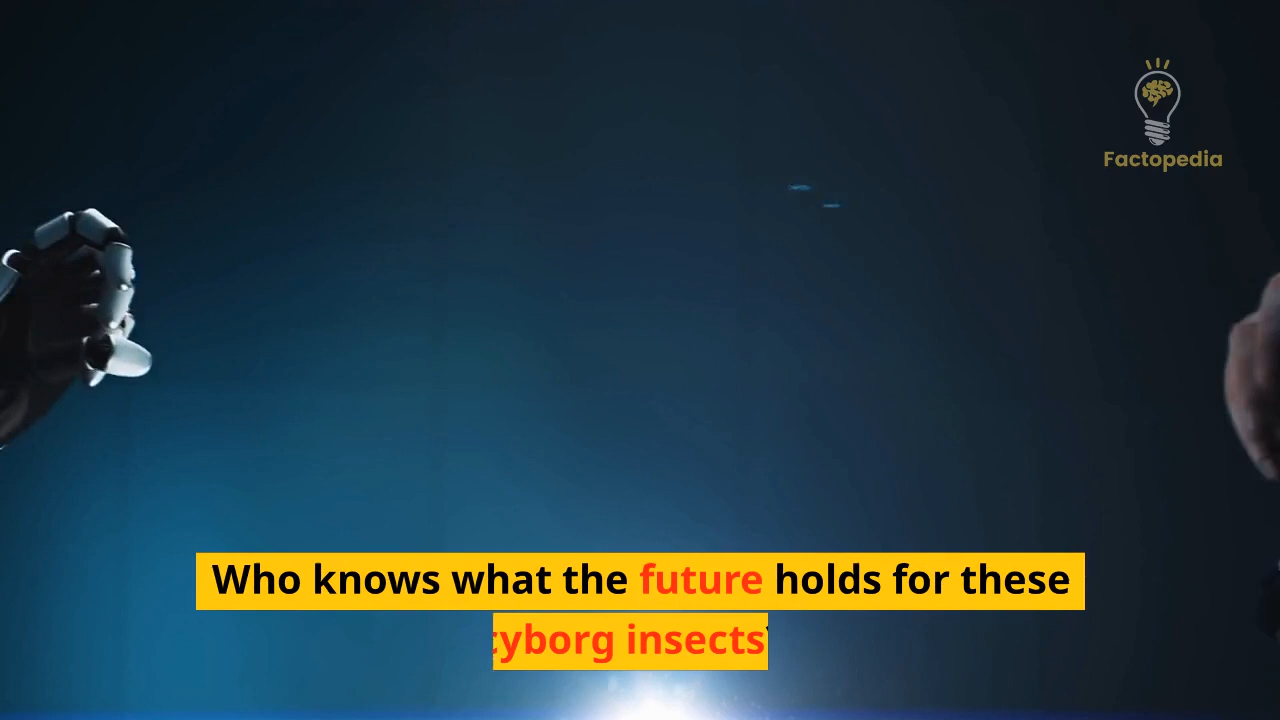 Factopedia
Who knows what the future holds for these
cyborg insects